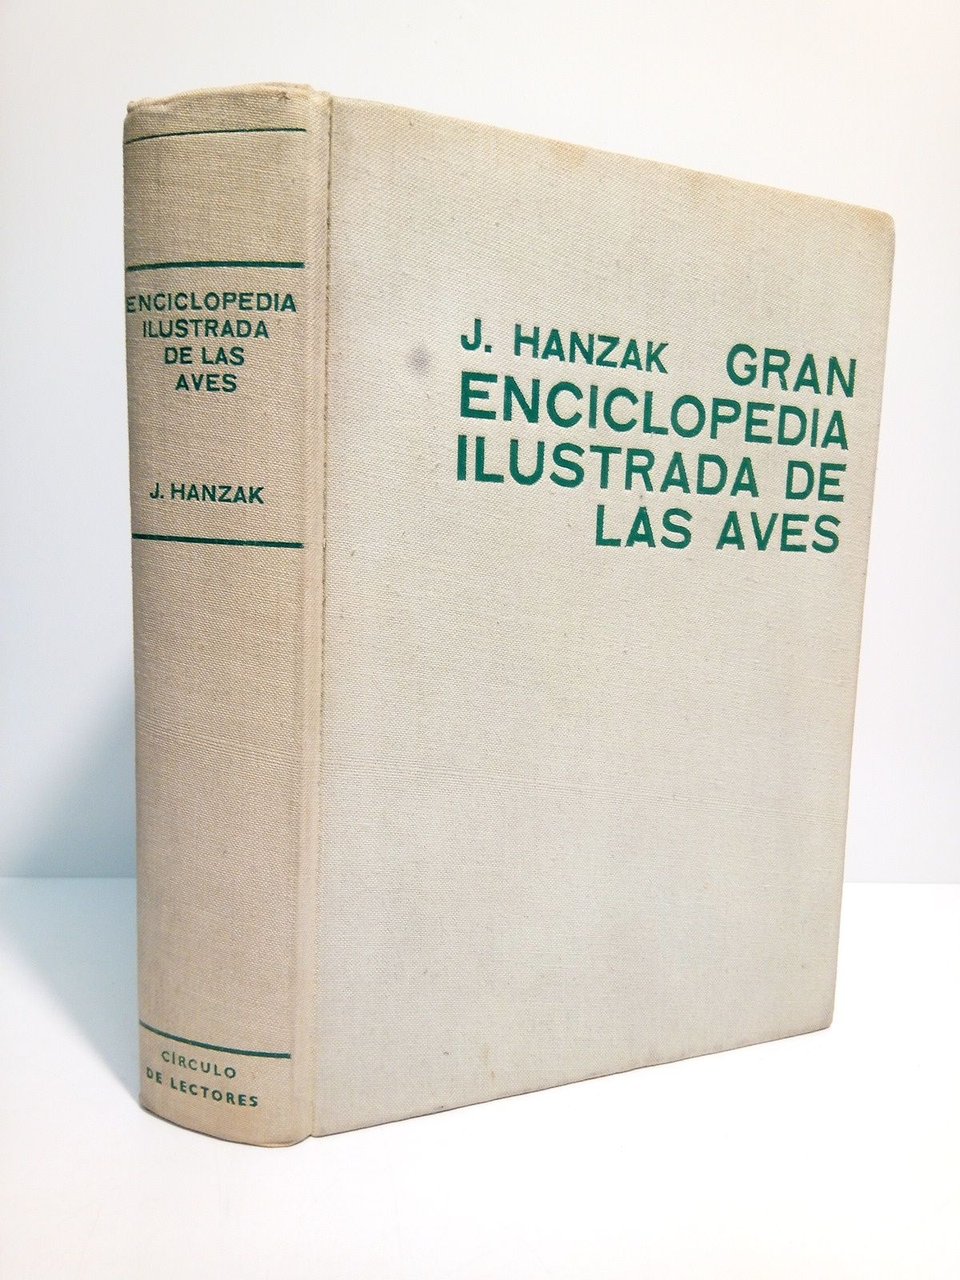 ENCICLOPEDIA
ILUSTRADA
DE LAS
AVES
J. HANZAK
CÍRCULO
DE LECTORES
J. HANZAK GRAN
ENCICLOPEDIA
ILUSTRADA DE
LAS AVES